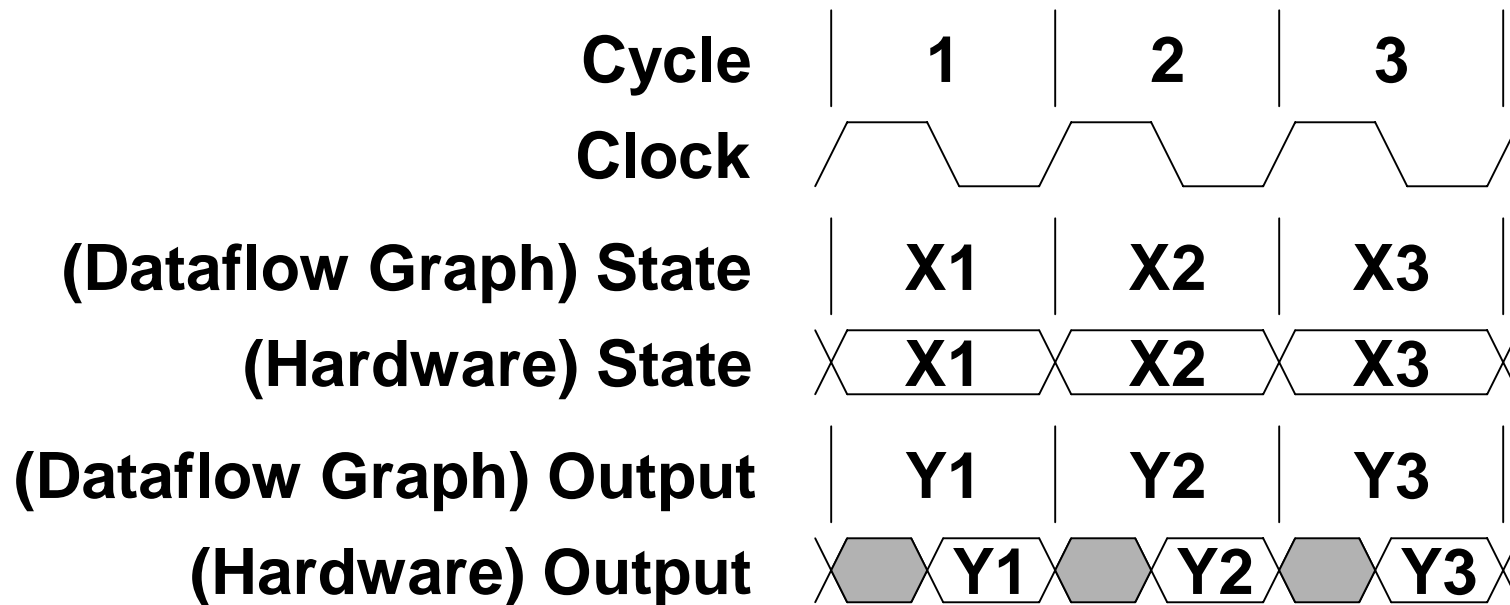 Cycle 1 2 3
Clock
(Dataflow Graph) State X1 X2 X3
(Hardware) State X1 X2 X3
(Dataflow Graph) Output Y1 Y2 Y3
(Hardware) Output Y1 Y2 Y3